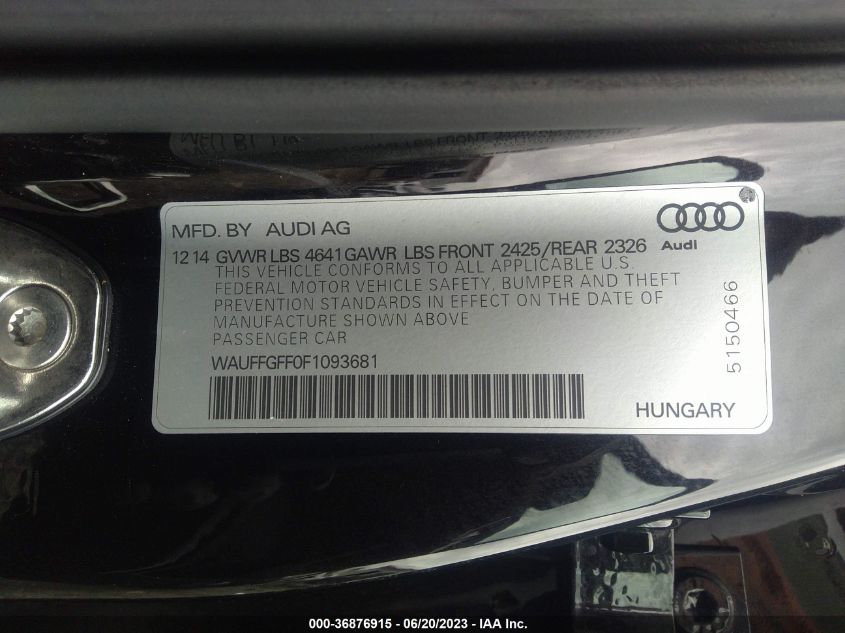 MFD. BY AUDI AG
Audi
12 14 GVWR LBS 4641 GAWR LBS FRONT 2425/REAR 2326
THIS VEHICLE CONFORMS TO ALL APPLICABLE U.S.
FEDERAL MOTOR VEHICLE SAFETY, BUMPER AND THEFT
PREVENTION STANDARDS IN EFFECT ON THE DATE OF
MANUFACTURE SHOWN ABOVE
PASSENGER CAR
WAUFFGFF0F1093681
5150466
HUNGARY
000-36876915 - 06/20/2023 - IAA Inc.